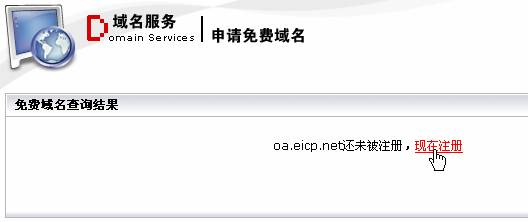 域名服务
Domain Services
申请免费域名
免费域名查询结果
oa.eicp.net还未被注册，现在注册